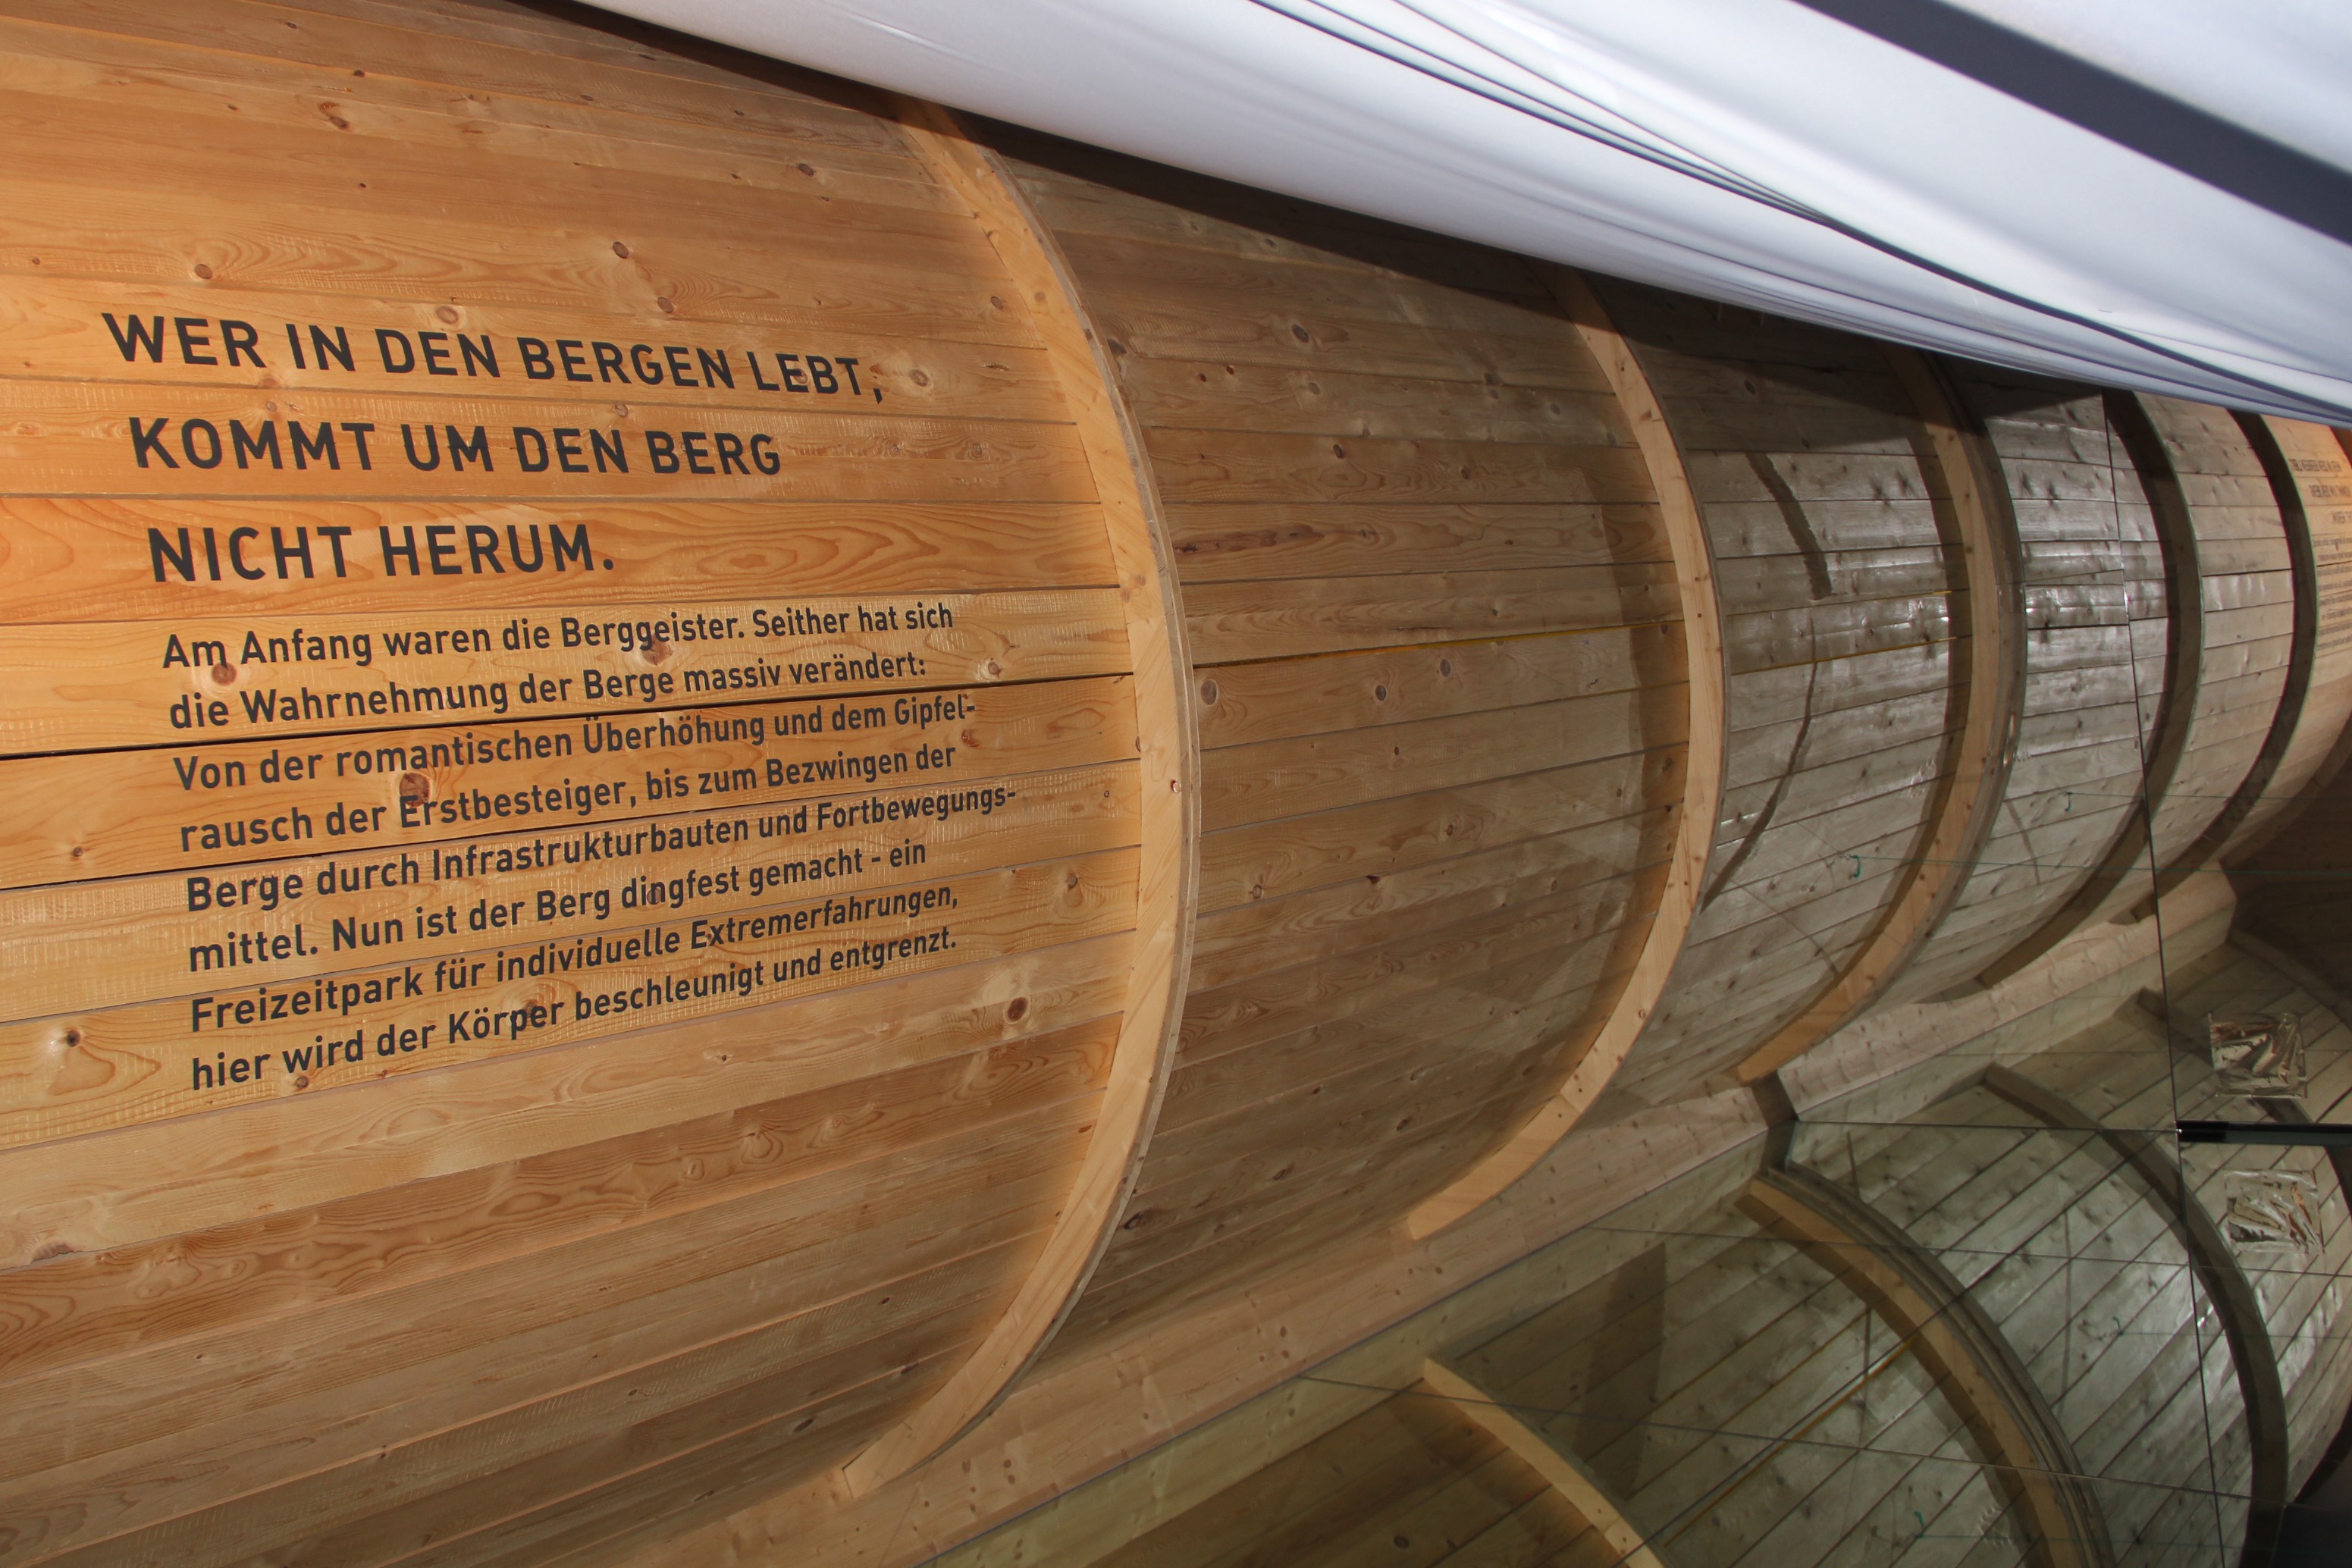 WER IN DEN BERGEN LEBT,
KOMMT UM DEN BERG
NICHT HERUM.
Am Anfang waren die Berggeister. Seither hat sich
die Wahrnehmung der Berge massiv verändert:
Von der romantischen Überhöhung und dem Gipfel-
rausch der Erstbesteiger, bis zum Bezwingen der
Berge durch Infrastrukturbauten und Fortbewegungs-
mittel. Nun ist der Berg dingfest gemacht - ein
Freizeitpark für individuelle Extremerfahrungen,
hier wird der Körper beschleunigt und entgrenzt.